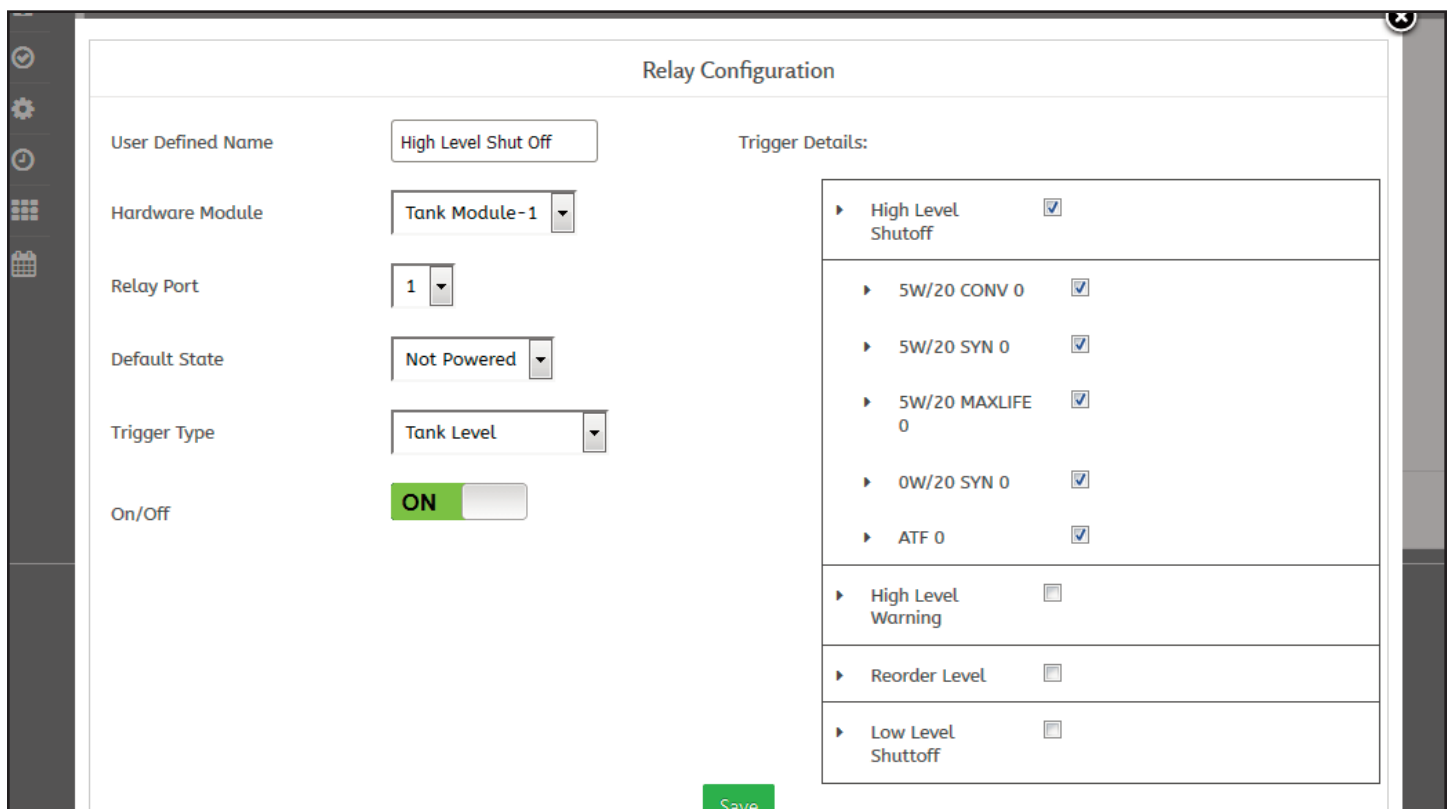 Relay Configuration
User Defined Name
High Level Shut Off
Trigger Details:
Hardware Module
Tank Module-1
Relay Port
1
Default State
Not Powered
Trigger Type
Tank Level
On/Off
ON
High Level
Shutoff
5W/20 CONV 0
5W/20 SYN 0
5W/20 MAXLIFE
0
0W/20 SYN 0
ATF 0
High Level
Warning
Reorder Level
Low Level
Shuttoff
Save